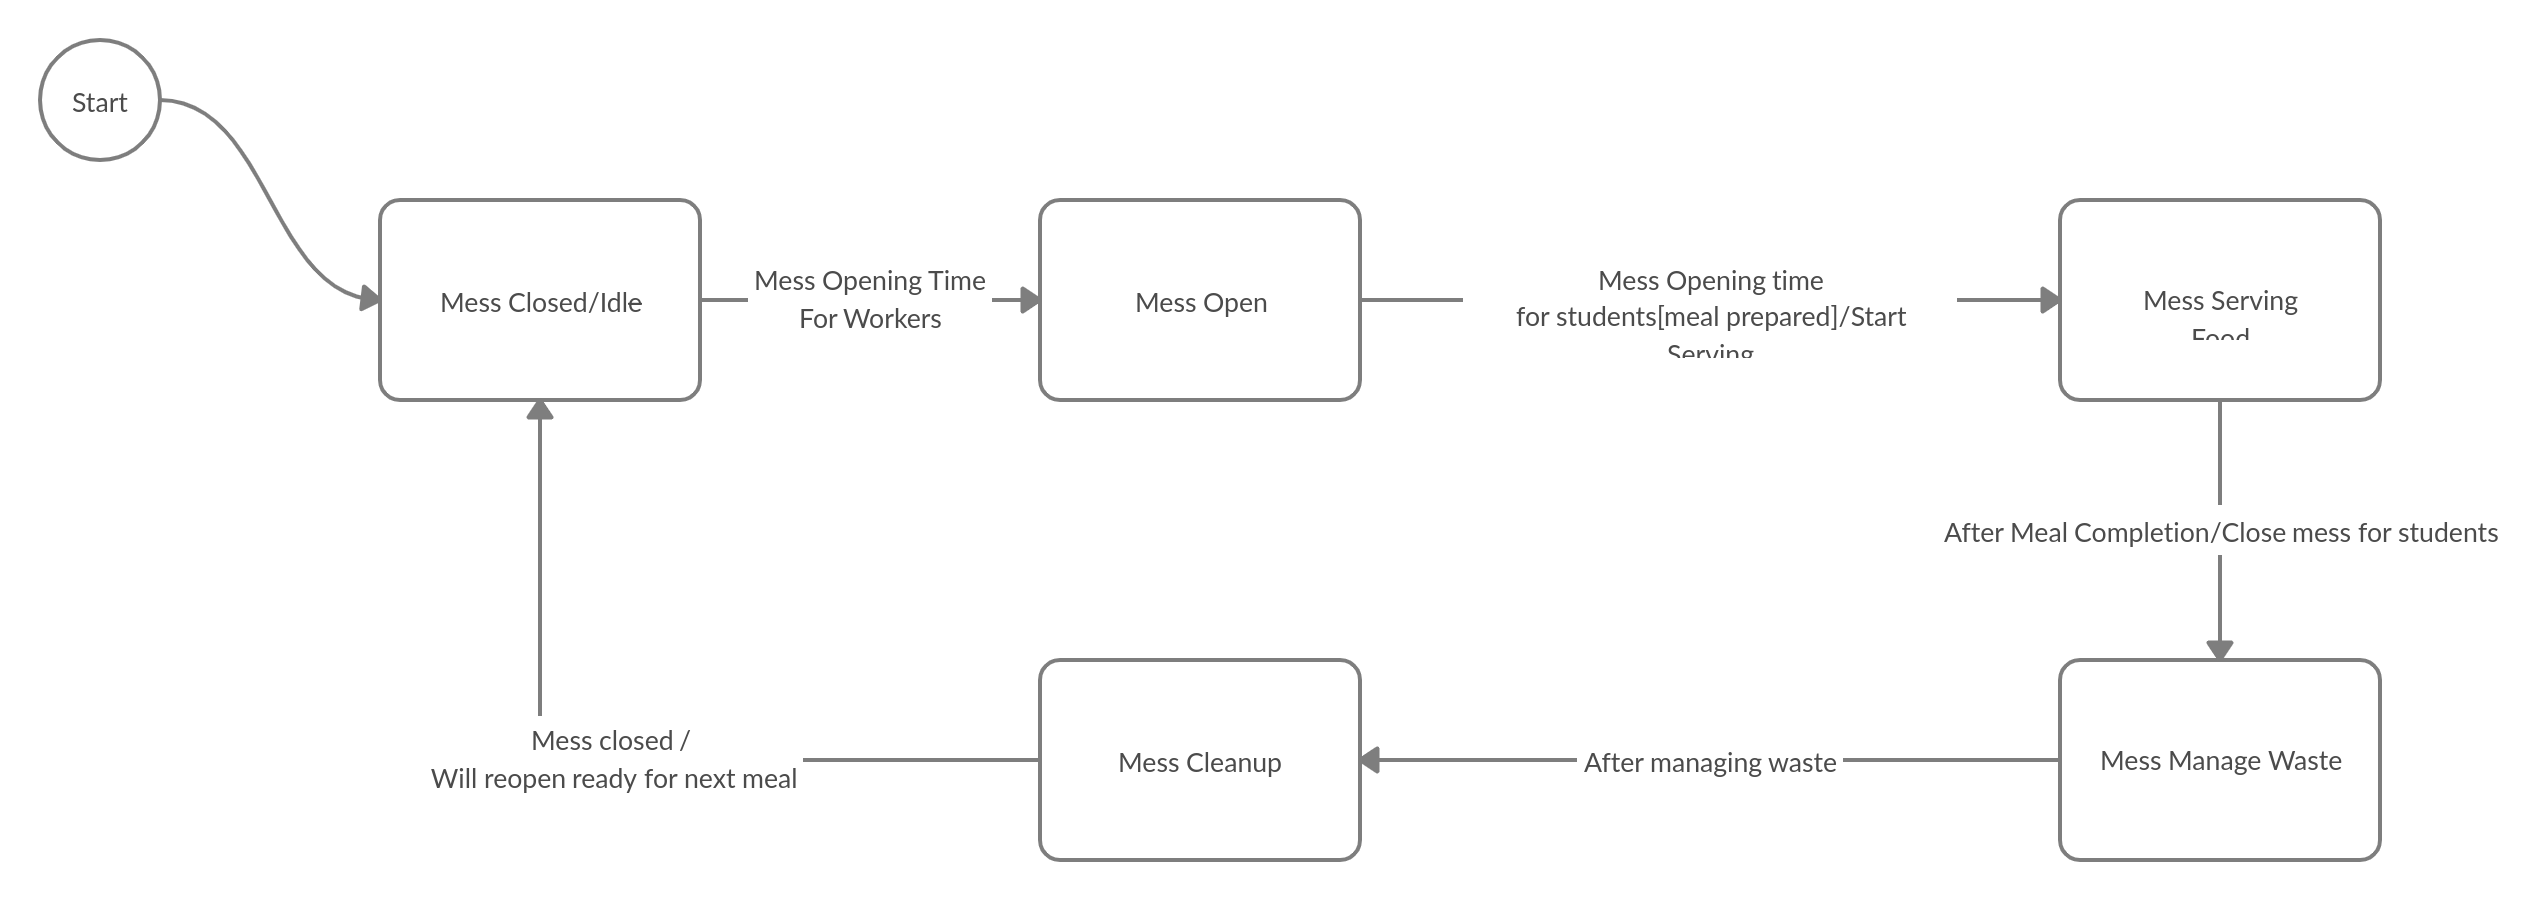 Start
Mess Closed/Idle
Mess Opening Time
For Workers
Mess Open
Mess Opening time
for students[meal prepared]/Start
Serving
Mess Serving
Food
After Meal Completion/Close mess for students
Mess closed /
Will reopen ready for next meal
Mess Cleanup
After managing waste
Mess Manage Waste